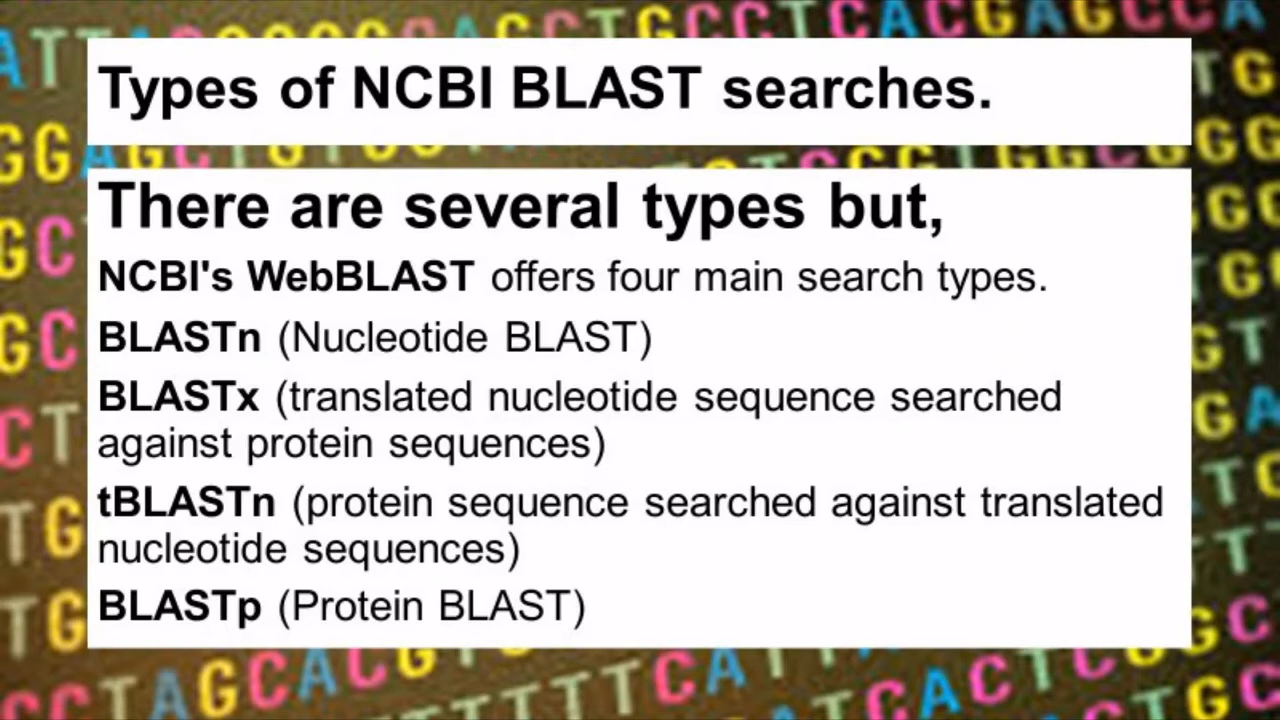 Types of NCBI BLAST searches.
There are several types but,
NCBI's WebBLAST offers four main search types.
BLASTn (Nucleotide BLAST)
BLASTx (translated nucleotide sequence searched
against protein sequences)
tBLASTn (protein sequence searched against translated
nucleotide sequences)
BLASTp (Protein BLAST)